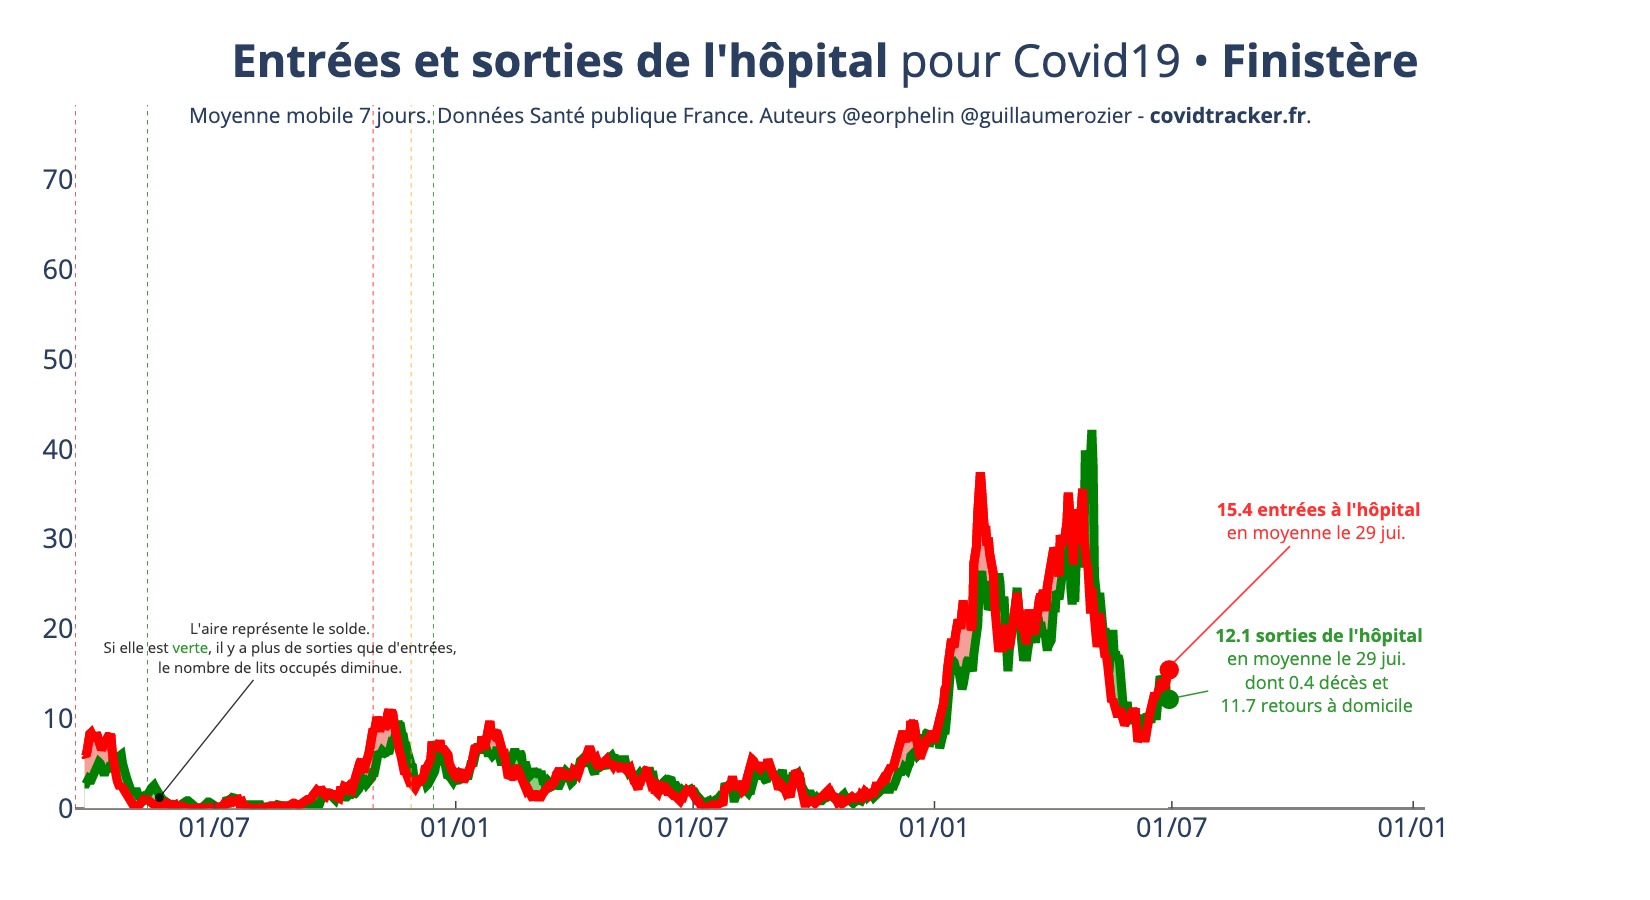 Entrées et sorties de l'hôpital pour Covid19 • Finistère
Moyenne mobile 7 jours. Données Santé publique France. Auteurs @eorphelin @guillaumerozier - covidtracker.fr.
70
60
50
40
30
20
10
0
15.4 entrées à l'hôpital
en moyenne le 29 jui.
12.1 sorties de l'hôpital
en moyenne le 29 jui.
dont 0.4 décès et
11.7 retours à domicile
L'aire représente le solde.
Si elle est verte, il y a plus de sorties que d'entrées,
le nombre de lits occupés diminue.
01/07 01/01 01/07 01/01 01/07 01/01